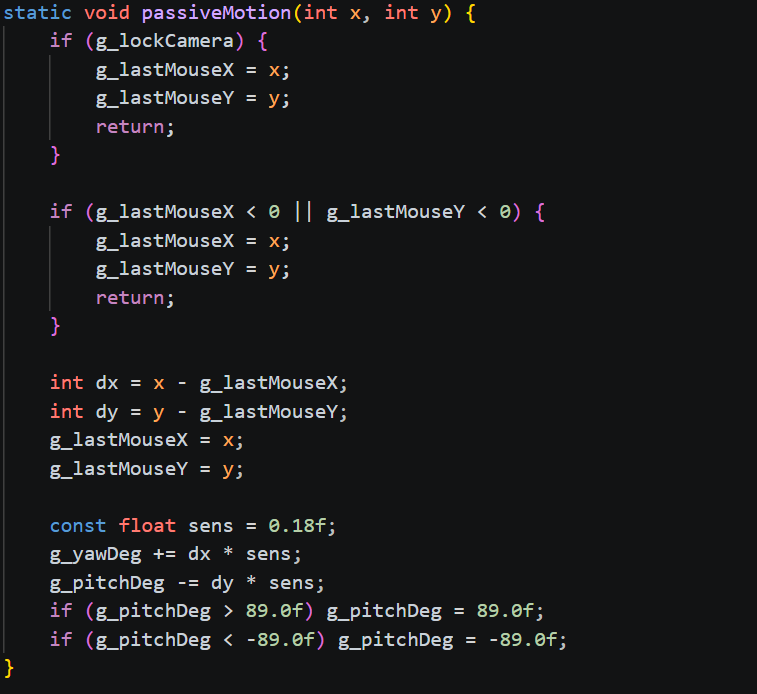 static void passiveMotion(int x, int y) {
    if (g_lockCamera) {
        g_lastMouseX = x;
        g_lastMouseY = y;
        return;
    }

    if (g_lastMouseX < 0 || g_lastMouseY < 0) {
        g_lastMouseX = x;
        g_lastMouseY = y;
        return;
    }

    int dx = x - g_lastMouseX;
    int dy = y - g_lastMouseY;
    g_lastMouseX = x;
    g_lastMouseY = y;

    const float sens = 0.18f;
    g_yawDeg += dx * sens;
    g_pitchDeg -= dy * sens;
    if (g_pitchDeg > 89.0f) g_pitchDeg = 89.0f;
    if (g_pitchDeg < -89.0f) g_pitchDeg = -89.0f;
}